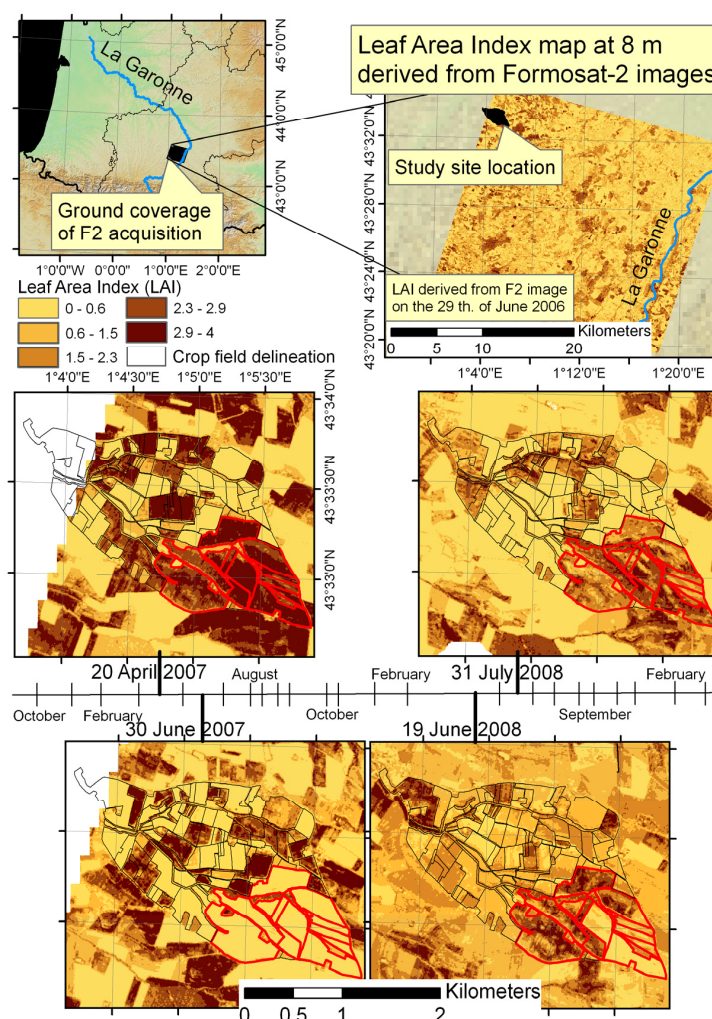 La Garonne
45°0'0"N
44°0'0"N
43°0'0"N
Ground coverage
of F2 acquisition
1°0'0"W 0°0'0" 1°0'0"E 2°0'0"E
Leaf Area Index map at 8 m
derived from Formosat-2 images
43°32'0"N
43°28'0"N
43°24'0"N
43°20'0"N
Study site location
La Garonne
LAI derived from F2 image
on the 29 th. of June 2006
Kilometers
0 5 10 20
1°4'0"E 1°12'0"E 1°20'0"E
Leaf Area Index (LAI)
0 - 0.6
2.3 - 2.9
0.6 - 1.5
2.9 - 4
1.5 - 2.3
Crop field delineation
1°4'0"E 1°4'50"E 1°5'0"E 1°5'30"E
43°34'0"N
43°33'30"N
43°33'0"N
20 April 2007
August
February
31 July 2008
February
October
February
October
September
30 June 2007
19 June 2008
Kilometers
0 0.5 1 2